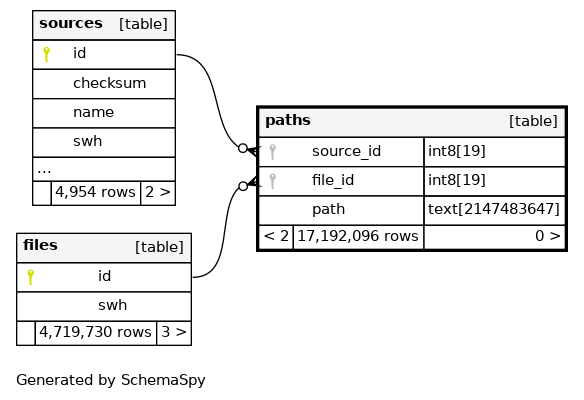 sources [table]
id
checksum
name
swh
...
4,954 rows 2 >
paths [table]
source_id int8[19]
file_id int8[19]
path text[2147483647]
< 2 17,192,096 rows 0 >
files [table]
id
swh
4,719,730 rows 3 >
Generated by SchemaSpy